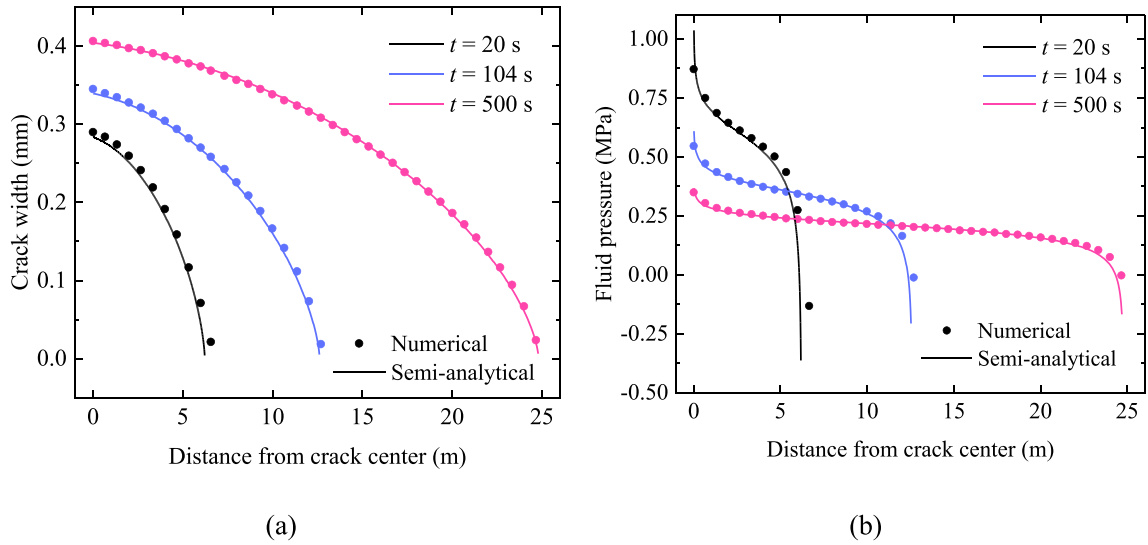 0.4
0.3
0.2
0.1
0.0
Crack width (mm)
t = 20 s
t = 104 s
t = 500 s
Numerical
Semi-analytical
0 5 10 15 20 25
Distance from crack center (m)
(a)
1.00
0.75
0.50
0.25
0.00
-0.25
-0.50
Fluid pressure (MPa)
t = 20 s
t = 104 s
t = 500 s
Numerical
Semi-analytical
0 5 10 15 20 25
Distance from crack center (m)
(b)